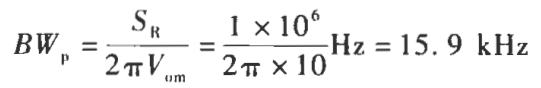 BW_p = S_R / (2πV_om) = (1 × 10^6) / (2π × 10) Hz = 15.9 kHz